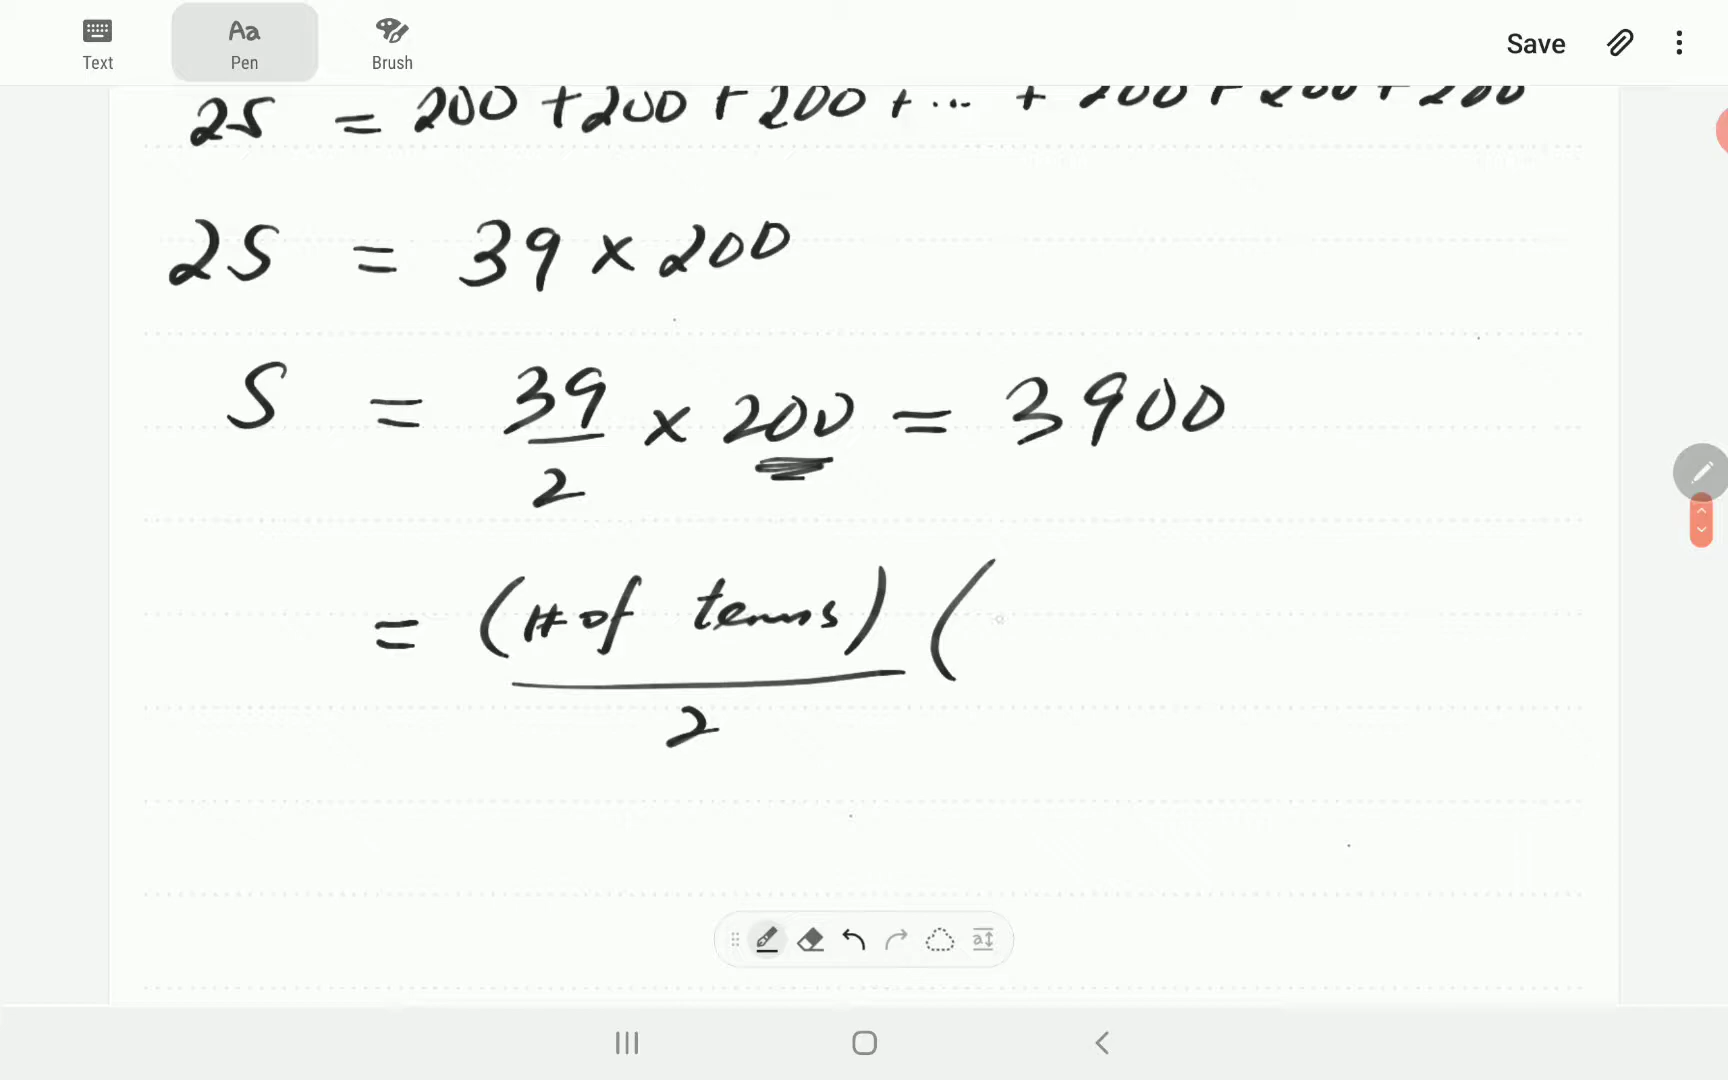 Text Aa Pen Brush Save
2S = 200 + 200 + 200 + ... + 200 + 200 + 200
2S = 39 × 200
S = 39/2 × 200 = 3900
= (# of terms)/2 (